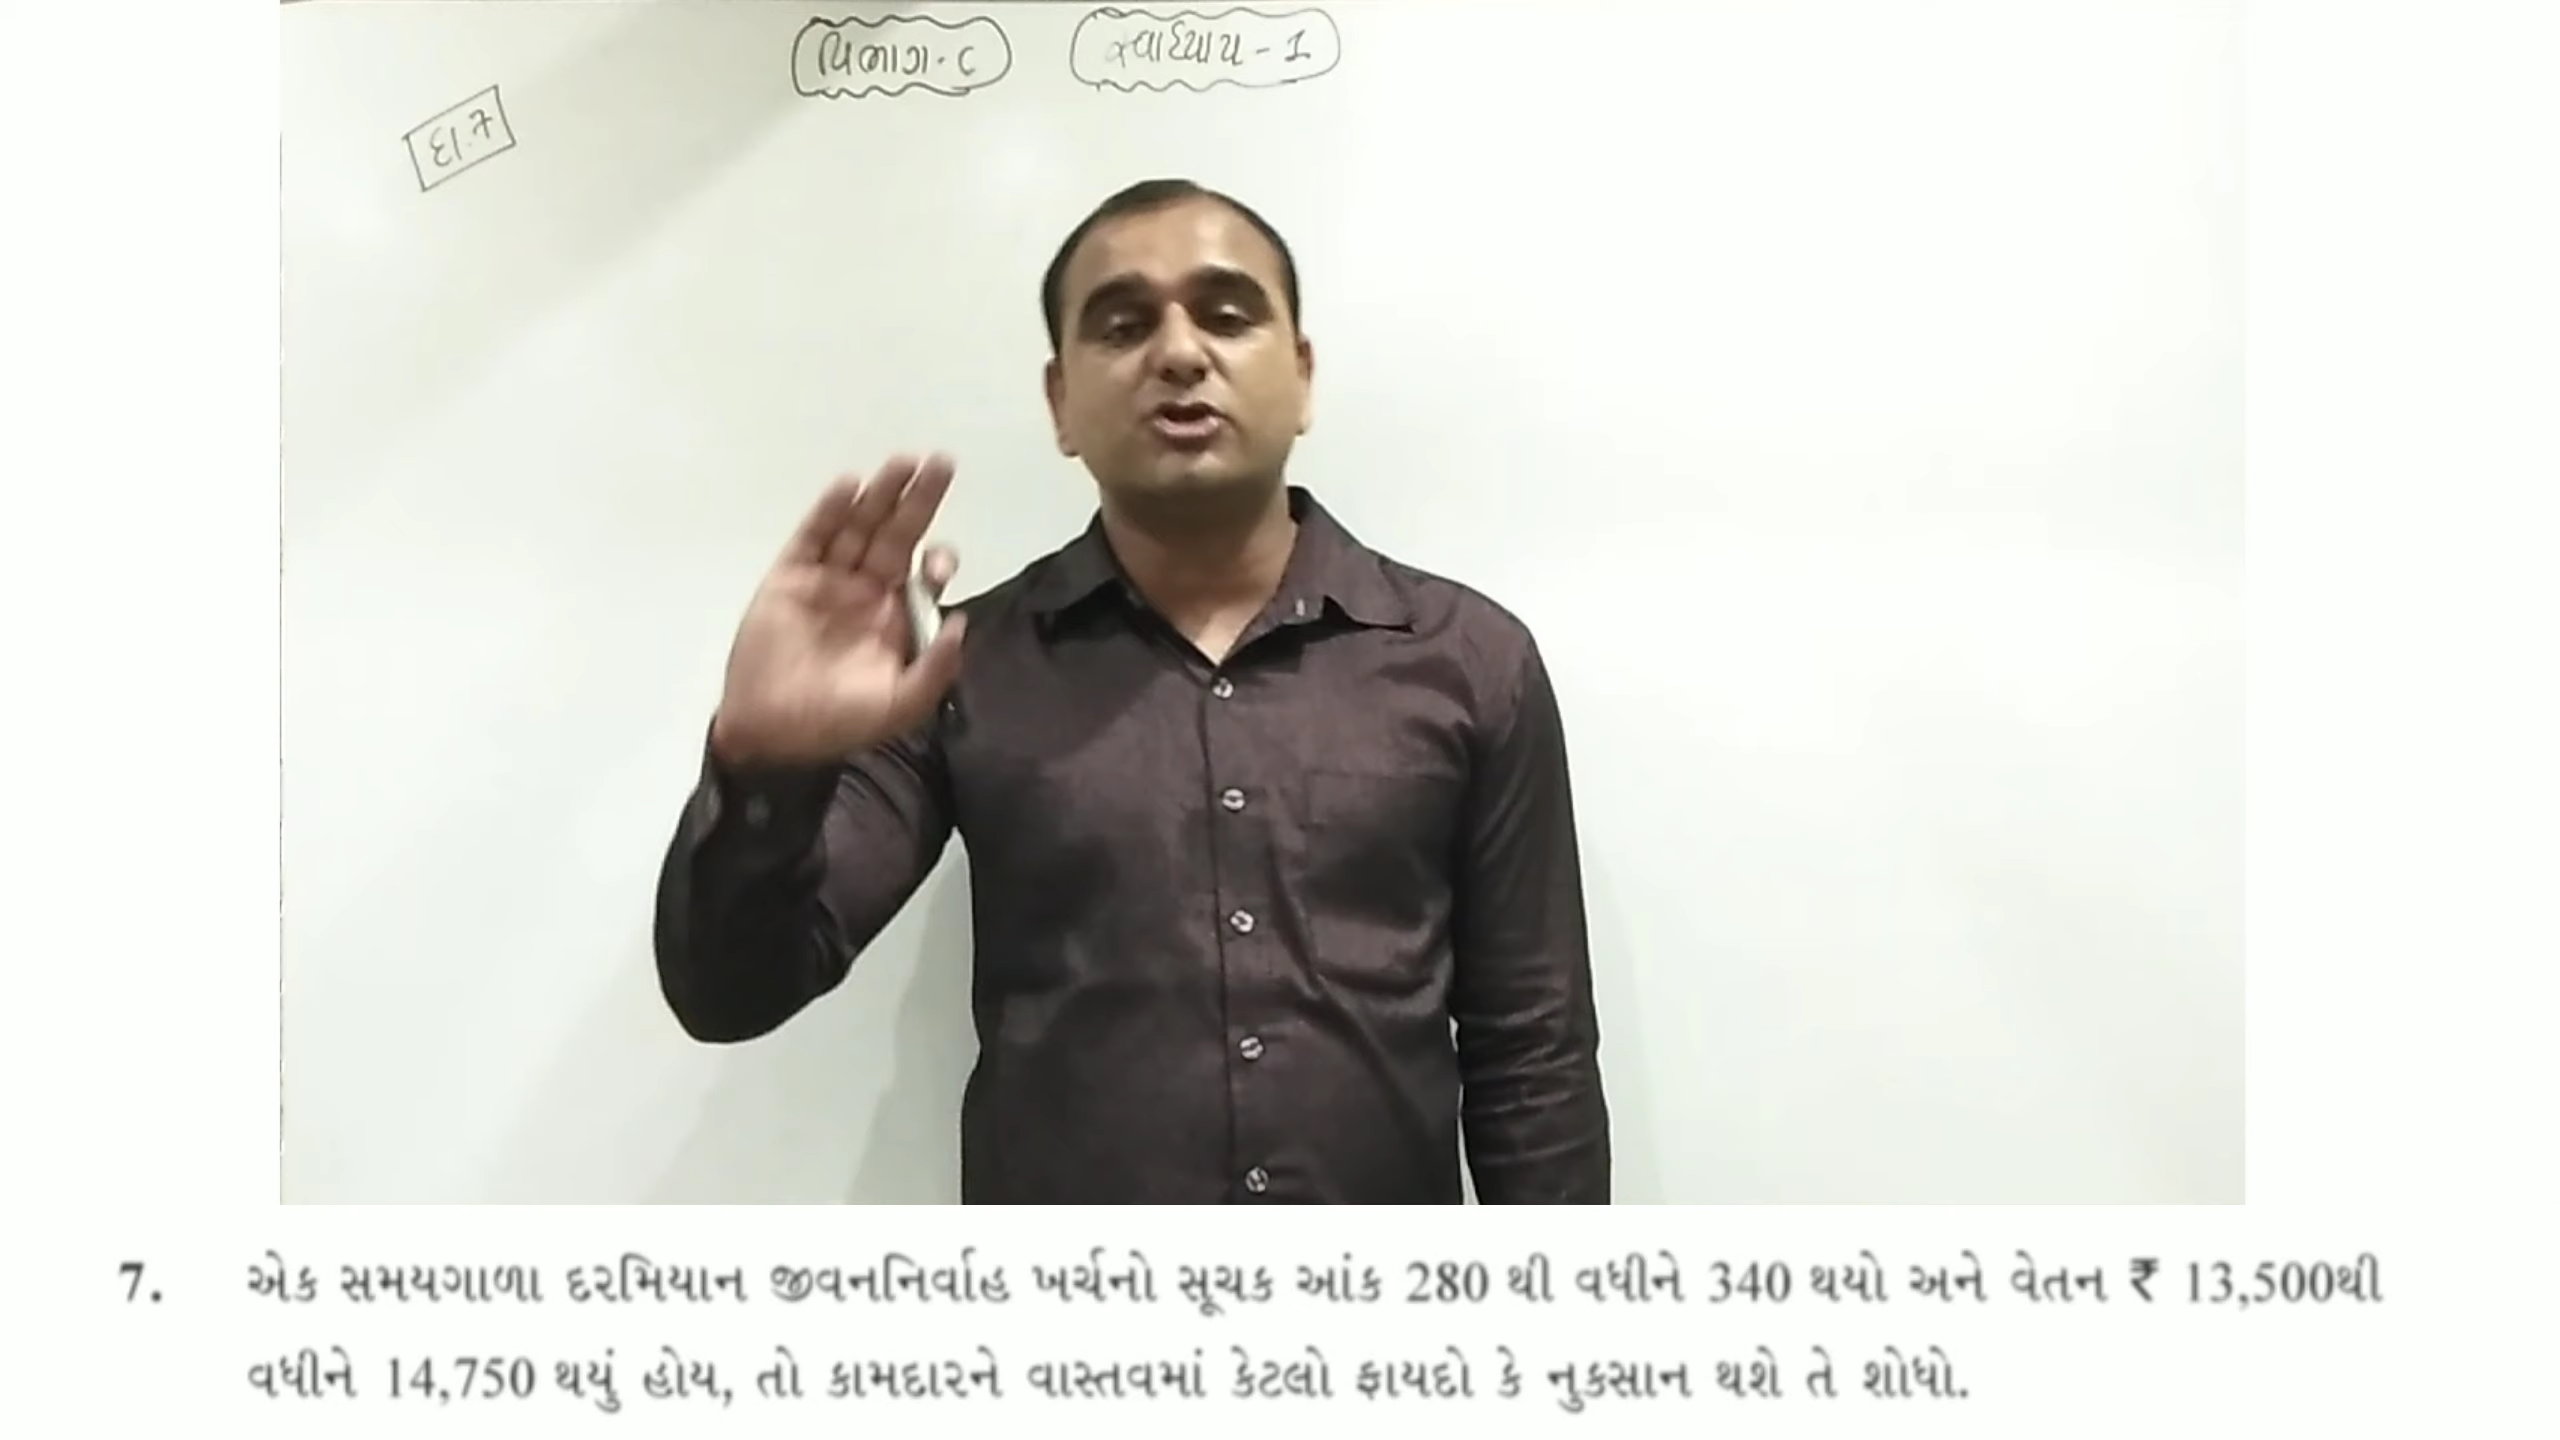 વિભાગ. C
સ્વાધ્યાય - 1
દા.7
7. એક સમયગાળા દરમિયાન જીવનનિર્વાહ ખર્ચનો સૂચક આંક 280 થી વધીને 340 થયો અને વેતન ₹ 13,500થી
વધીને 14,750 થયું હોય, તો કામદારને વાસ્તવમાં કેટલો ફાયદો કે નુકસાન થશે તે શોધો.